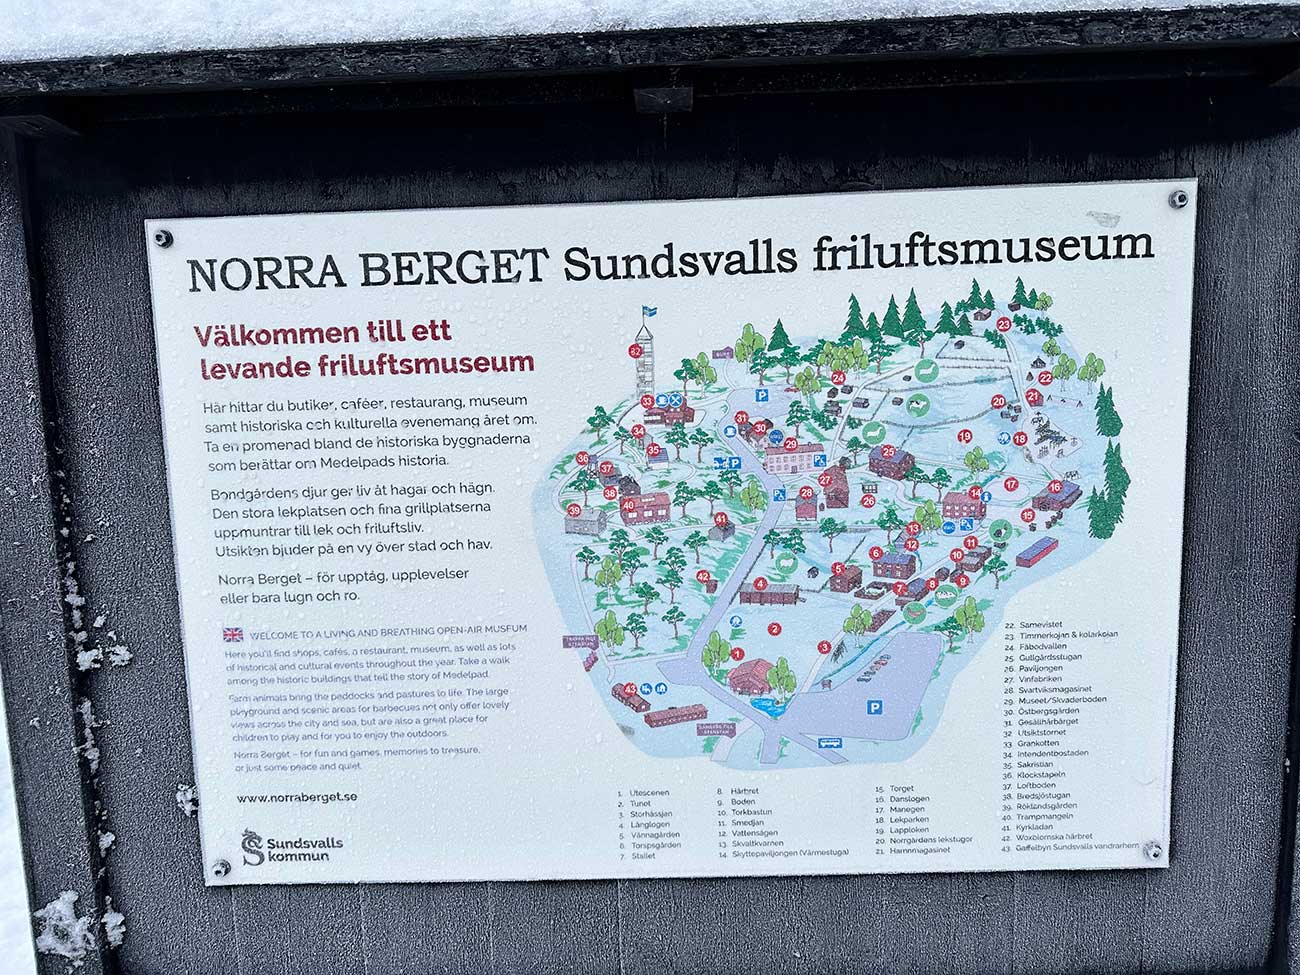 NORRA BERGET Sundsvalls friluftsmuseum
Välkommen till ett
levande friluftsmuseum
Här hittar du butiker, caféer, restaurang, museum
samt historiska och kulturella evenemang året om.
Ta en promenad bland de historiska byggnaderna
som berättar om Medelpads historia.
Bondgårdens djur ger liv åt hagar och hägn.
Den stora lekplatsen och fina grillplatserna
uppmuntrar till lek och friluftsliv.
Utsikten bjuder på en vy över stad och hav.
Norra Berget – för upptåg, upplevelser
eller bara lugn och ro.
WELCOME TO A LIVING AND BREATHING OPEN-AIR MUSEUM
Here you'll find shops, cafés, a restaurant, museum, as well as lots
of historical and cultural events throughout the year. Take a walk
among the historic buildings that tell the story of Medelpad.
Farm animals bring the paddocks and pastures to life. The large
playground and scenic areas for barbecues not only offer lovely
views across the city and sea, but are also a great place for
children to play and for you to enjoy the outdoors.
Norra Berget – for fun and games, memories to treasure,
or just some peace and quiet.
www.norraberget.se
Sundsvalls
kommun
1. Utescenen
2. Tunet
3. Storhässjan
4. Långlogen
5. Vännagården
6. Torpsgården
7. Stallet
8. Härbret
9. Boden
10. Torkbastun
11. Smedjan
12. Vattensågen
13. Skvaltkvarnen
14. Skyttepaviljongen (Värmestuga)
15. Torget
16. Danslogen
17. Manegen
18. Lekparken
19. Lapploken
20. Norrgårdens lekstugor
21. Hamnmagasinet
22. Samevistet
23. Timmerkojan & kolarkojan
24. Fäbodvallen
25. Gullgårdsstugan
26. Paviljongen
27. Vinfabriken
28. Svartviksmagasinet
29. Museet/Skvaderboden
30. Östbergsgården
31. Gesällhärbärget
32. Utsiktstornet
33. Grankotten
34. Intendentbostaden
35. Sakristian
36. Klockstapeln
37. Loftboden
38. Bredsjöstugan
39. Röklandsgården
40. Trampmangeln
41. Kyrkladan
42. Woxblomska härbret
43. Gaffelbyn Sundsvalls vandrarhem